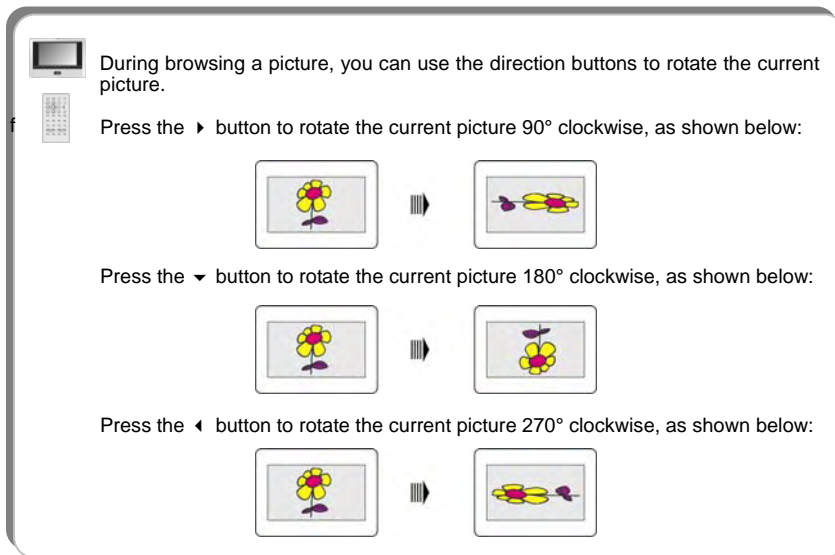 During browsing a picture, you can use the direction buttons to rotate the current
picture.
f
Press the ▸ button to rotate the current picture 90° clockwise, as shown below:
Press the ▾ button to rotate the current picture 180° clockwise, as shown below:
Press the ◂ button to rotate the current picture 270° clockwise, as shown below: